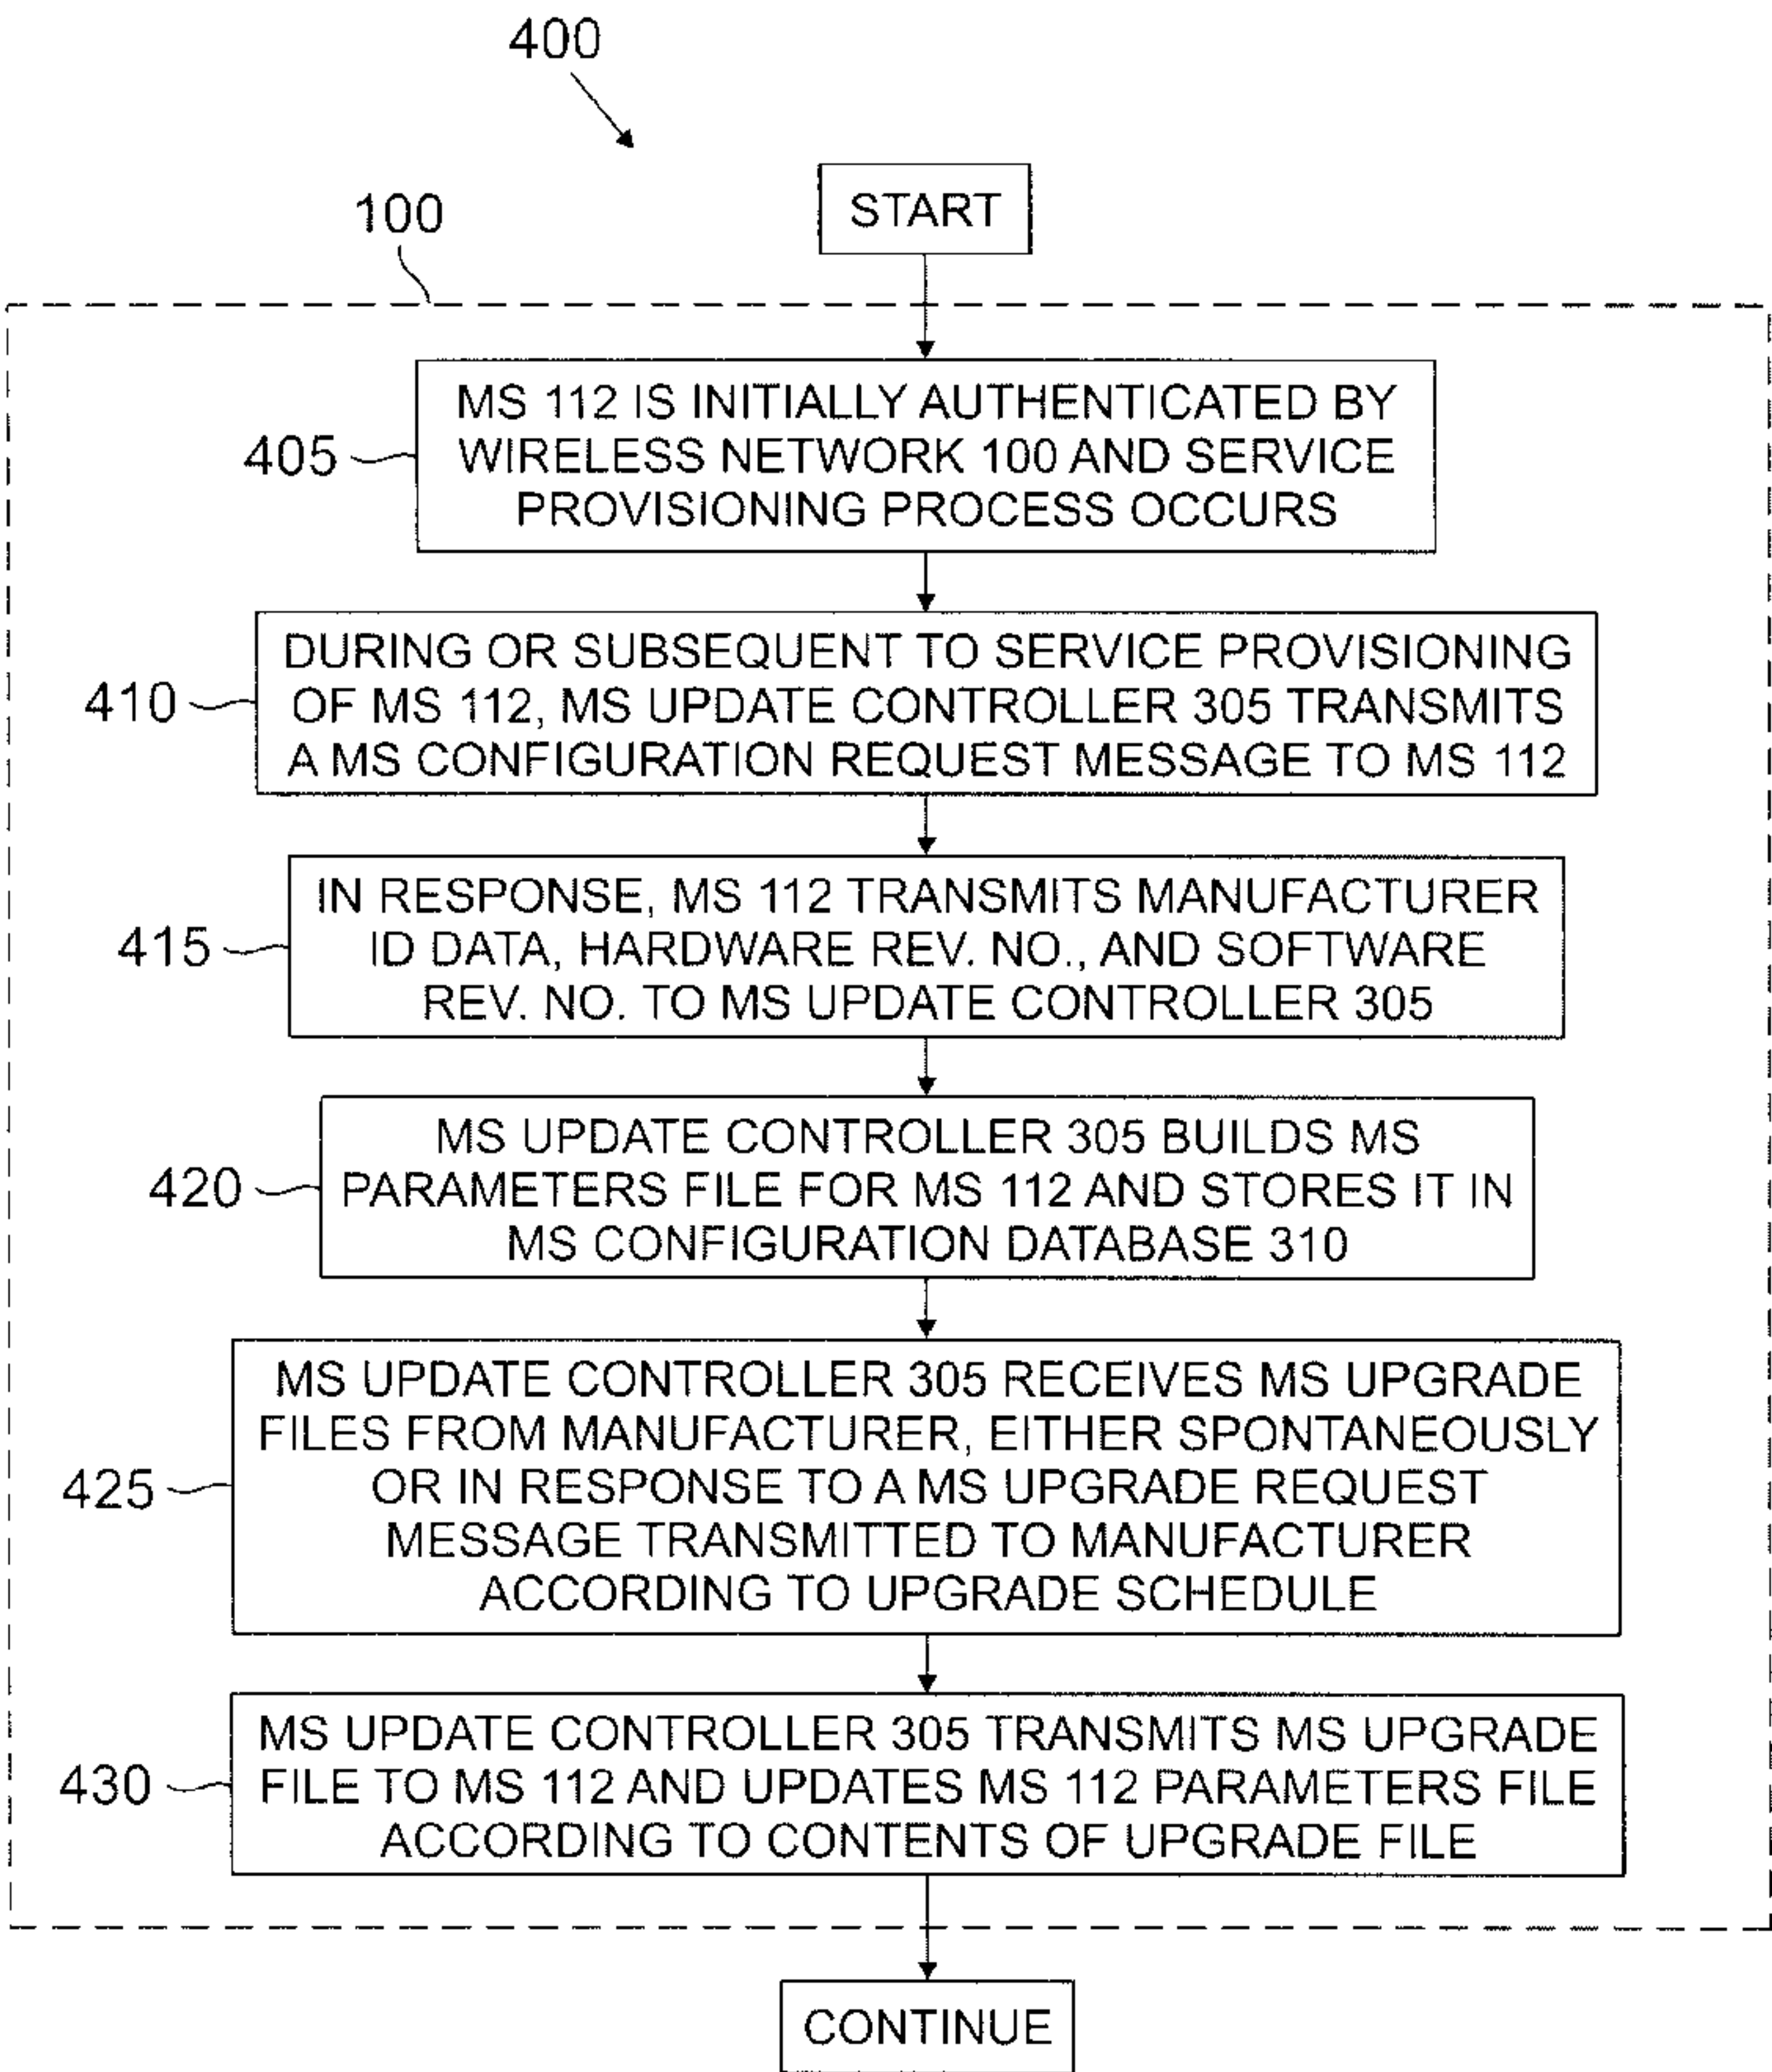 400
START
100
405
MS 112 IS INITIALLY AUTHENTICATED BY
WIRELESS NETWORK 100 AND SERVICE
PROVISIONING PROCESS OCCURS
410
DURING OR SUBSEQUENT TO SERVICE PROVISIONING
OF MS 112, MS UPDATE CONTROLLER 305 TRANSMITS
A MS CONFIGURATION REQUEST MESSAGE TO MS 112
415
IN RESPONSE, MS 112 TRANSMITS MANUFACTURER
ID DATA, HARDWARE REV. NO., AND SOFTWARE
REV. NO. TO MS UPDATE CONTROLLER 305
420
MS UPDATE CONTROLLER 305 BUILDS MS
PARAMETERS FILE FOR MS 112 AND STORES IT IN
MS CONFIGURATION DATABASE 310
425
MS UPDATE CONTROLLER 305 RECEIVES MS UPGRADE
FILES FROM MANUFACTURER, EITHER SPONTANEOUSLY
OR IN RESPONSE TO A MS UPGRADE REQUEST
MESSAGE TRANSMITTED TO MANUFACTURER
ACCORDING TO UPGRADE SCHEDULE
430
MS UPDATE CONTROLLER 305 TRANSMITS MS UPGRADE
FILE TO MS 112 AND UPDATES MS 112 PARAMETERS FILE
ACCORDING TO CONTENTS OF UPGRADE FILE
CONTINUE